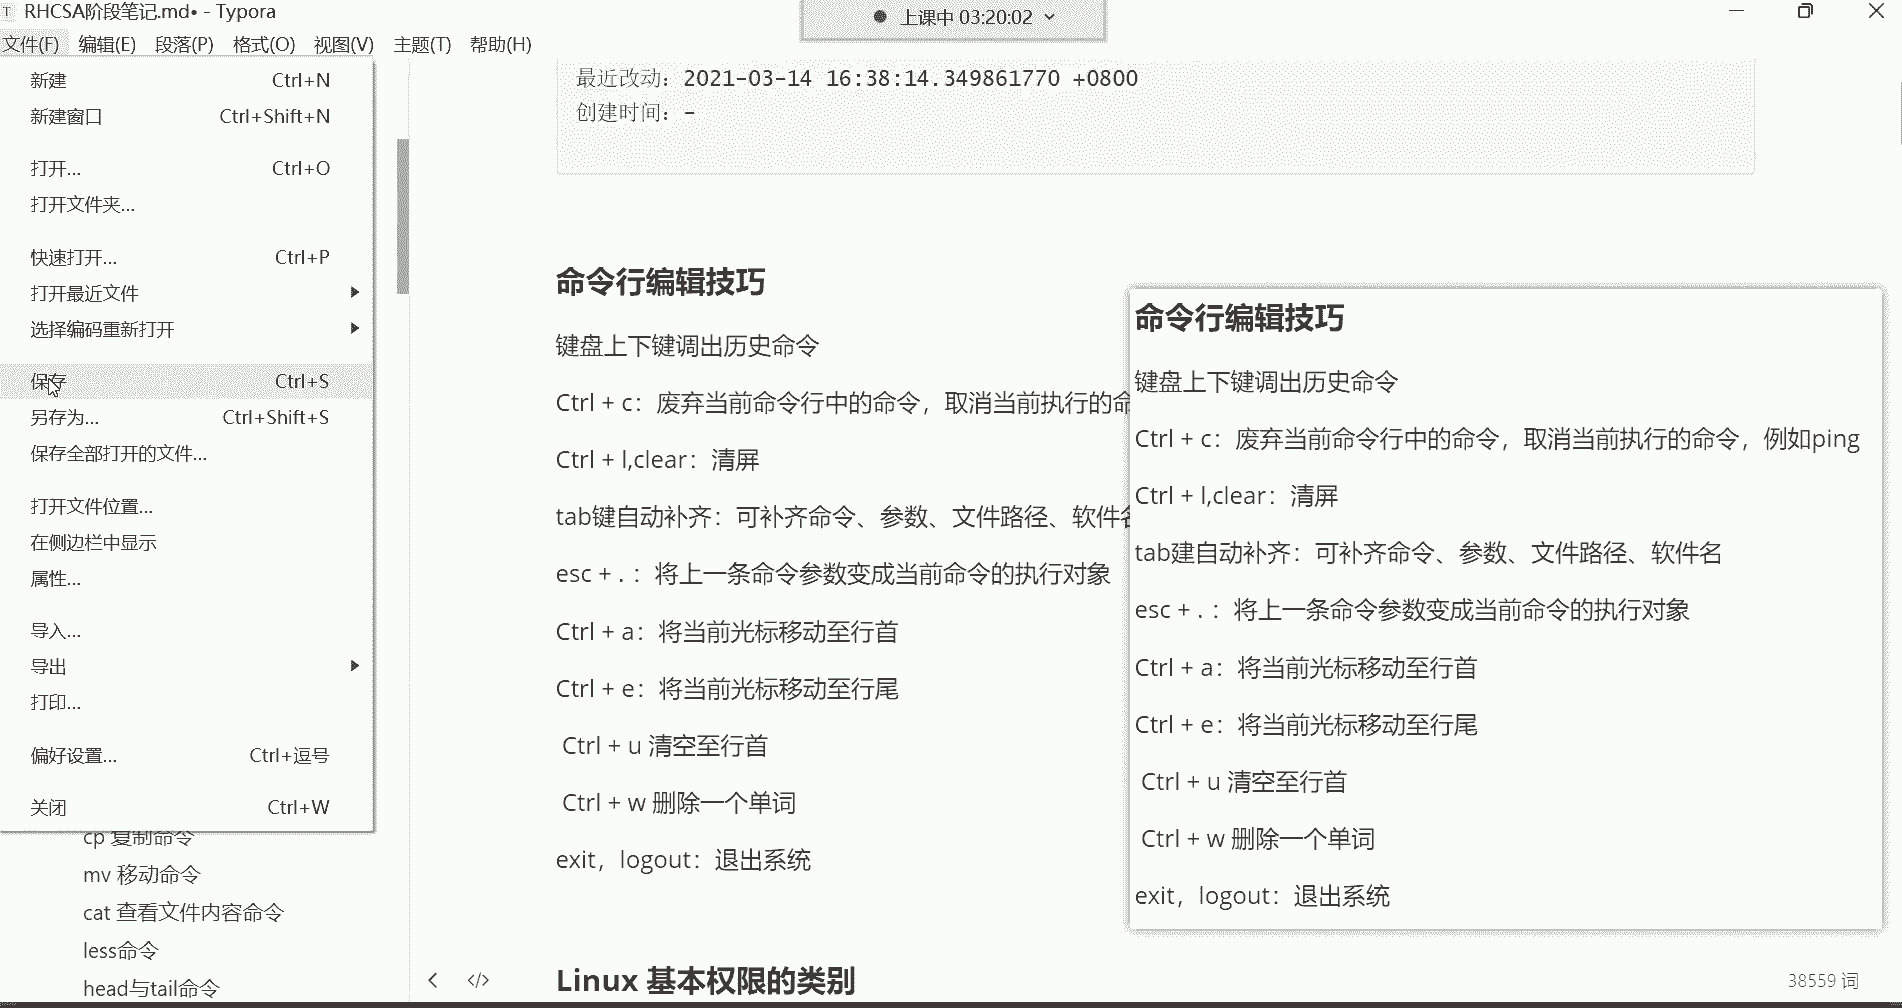 RHCSA阶段笔记.md• - Typora
上课中 03:20:02
文件(F) 编辑(E) 段落(P) 格式(O) 视图(V) 主题(T) 帮助(H)
新建 Ctrl+N
新建窗口 Ctrl+Shift+N
打开... Ctrl+O
打开文件夹...
快速打开... Ctrl+P
打开最近文件
选择编码重新打开
保存 Ctrl+S
另存为... Ctrl+Shift+S
保存全部打开的文件...
打开文件位置...
在侧边栏中显示
属性...
导入...
导出
打印...
偏好设置... Ctrl+逗号
关闭 Ctrl+W
cp 复制命令
mv 移动命令
cat 查看文件内容命令
less命令
head与tail命令
最近改动：2021-03-14 16:38:14.349861770 +0800
创建时间：-
命令行编辑技巧
键盘上下键调出历史命令
Ctrl + c：废弃当前命令行中的命令，取消当前执行的命
Ctrl + l,clear：清屏
tab键自动补齐：可补齐命令、参数、文件路径、软件名
esc + . ：将上一条命令参数变成当前命令的执行对象
Ctrl + a：将当前光标移动至行首
Ctrl + e：将当前光标移动至行尾
Ctrl + u 清空至行首
Ctrl + w 删除一个单词
exit，logout：退出系统
Linux 基本权限的类别
命令行编辑技巧
键盘上下键调出历史命令
Ctrl + c：废弃当前命令行中的命令，取消当前执行的命令，例如ping
Ctrl + l,clear：清屏
tab建自动补齐：可补齐命令、参数、文件路径、软件名
esc + . ：将上一条命令参数变成当前命令的执行对象
Ctrl + a：将当前光标移动至行首
Ctrl + e：将当前光标移动至行尾
Ctrl + u 清空至行首
Ctrl + w 删除一个单词
exit，logout：退出系统
38559 词